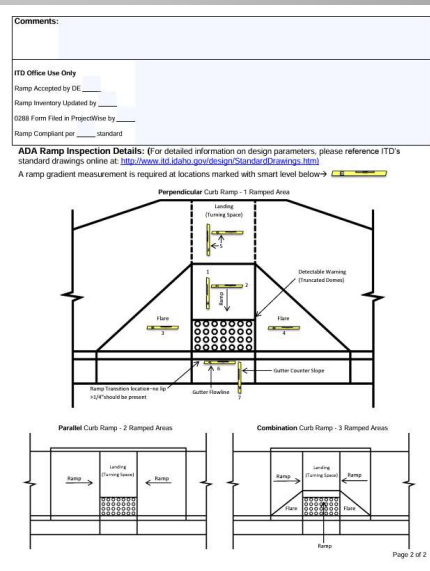 Comments:
ITD Office Use Only
Ramp Accepted by DE ____
Ramp Inventory Updated by ____
0288 Form Filed in ProjectWise by ____
Ramp Compliant per ____ standard
ADA Ramp Inspection Details: (For detailed information on design parameters, please reference ITD's
standard drawings online at: http://www.itd.idaho.gov/design/StandardDrawings.htm)
A ramp gradient measurement is required at locations marked with smart level below→
Perpendicular Curb Ramp - 1 Ramped Area
Landing
(Turning Space)
5
1
2
Ramp
Detectable Warning
(Truncated Domes)
Flare
3
Flare
4
6
Gutter Counter Slope
Ramp Transition location-no lip
>1/4"should be present
Gutter Flowline
7
Parallel Curb Ramp - 2 Ramped Areas
Landing
(Turning Space)
Ramp
Ramp
Combination Curb Ramp - 3 Ramped Areas
Landing
(Turning Space)
Ramp
Ramp
Flare
Flare
Ramp
Page 2 of 2